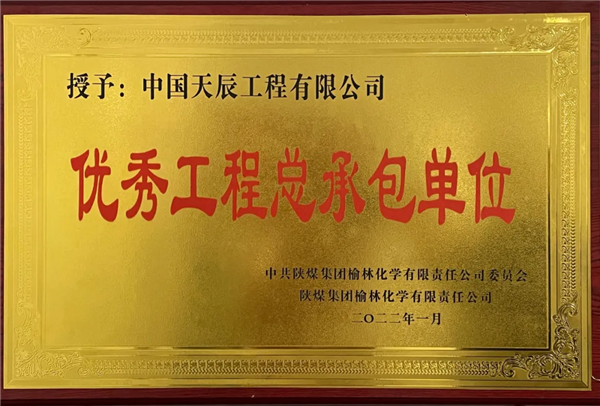 授予：中国天辰工程有限公司
优秀工程总承包单位
中共陕煤集团榆林化学有限责任公司委员会
陕煤集团榆林化学有限责任公司
二〇二二年一月